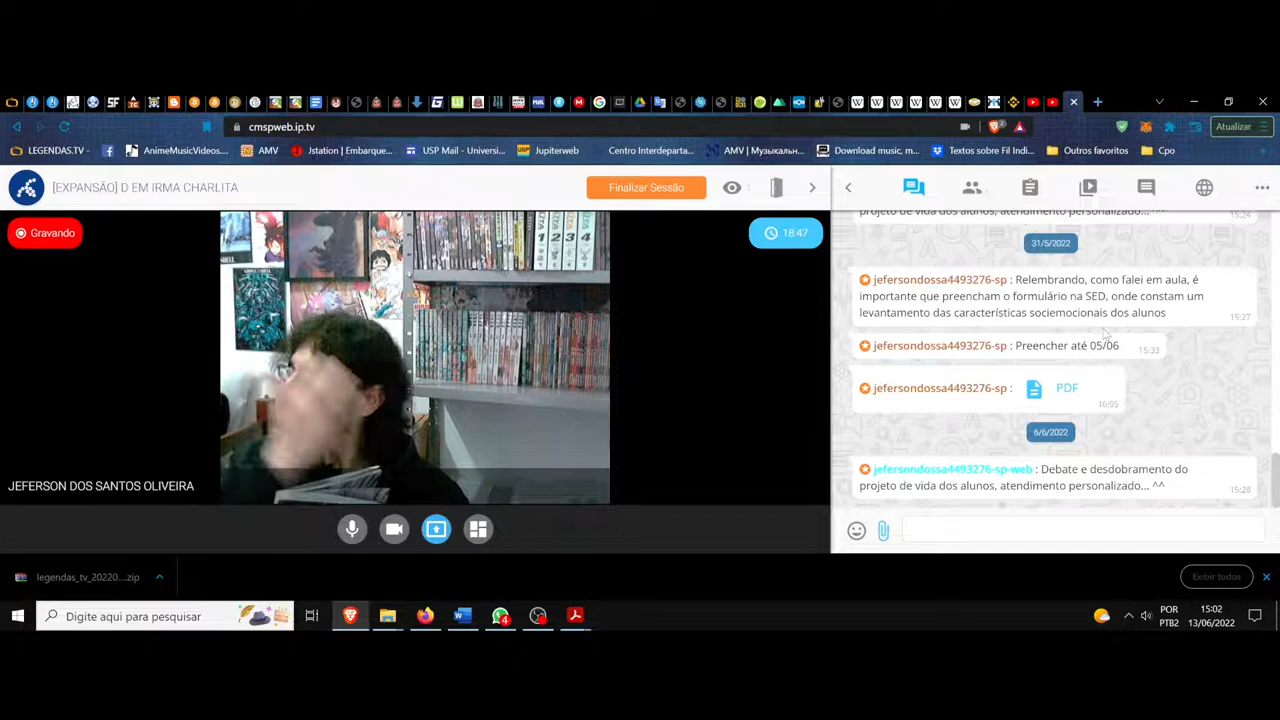 cmspweb.ip.tv
Atualizar
LEGENDAS.TV -
AnimeMusicVideos...
AMV
Jstation | Embarque...
USP Mail - Universi...
Jupiterweb
Centro Interdeparta...
AMV | Музыкальн...
Download music, m...
Textos sobre Fil Indi...
Outros favoritos
Cpo
[EXPANSÃO] D EM IRMA CHARLITA
Finalizar Sessão
Gravando
18:47
JEFERSON DOS SANTOS OLIVEIRA
projeto de vida dos alunos, atendimento personalizado... ^^
15:24
31/5/2022
jefersondossa4493276-sp : Relembrando, como falei em aula, é
importante que preencham o formulário na SED, onde constam um
levantamento das características sociemocionais dos alunos
15:27
jefersondossa4493276-sp : Preencher até 05/06
15:33
jefersondossa4493276-sp : PDF
16:05
6/6/2022
jefersondossa4493276-sp-web : Debate e desdobramento do
projeto de vida dos alunos, atendimento personalizado... ^^
15:28
legendas_tv_20220....zip
Exibir todos
Digite aqui para pesquisar
POR
PTB2
15:02
13/06/2022